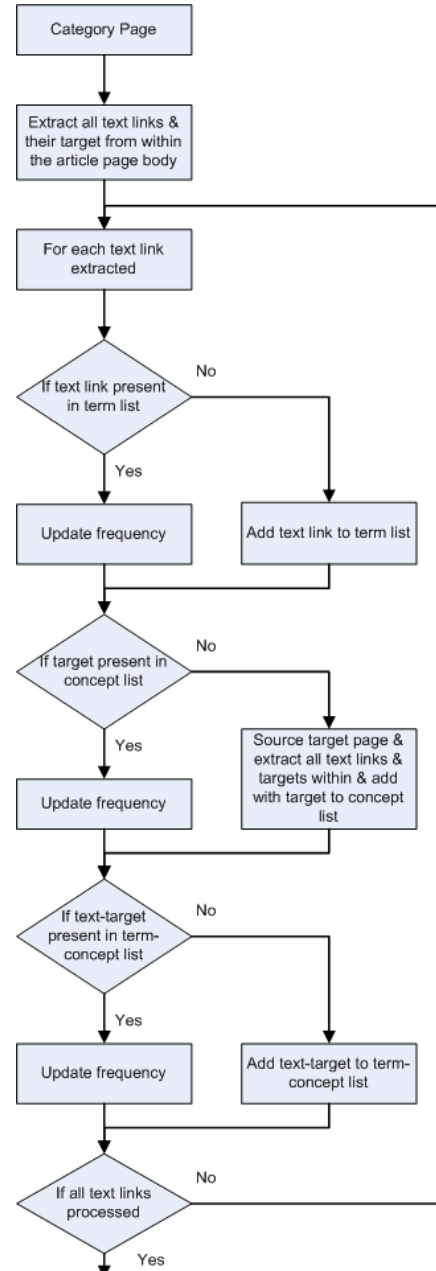 Category Page
Extract all text links &
their target from within
the article page body
For each text link
extracted
If text link present
in term list
No
Yes
Update frequency
Add text link to term list
If target present in
concept list
No
Yes
Update frequency
Source target page &
extract all text links &
targets within & add
with target to concept
list
If text-target
present in term-
concept list
No
Yes
Update frequency
Add text-target to term-
concept list
If all text links
processed
No
Yes